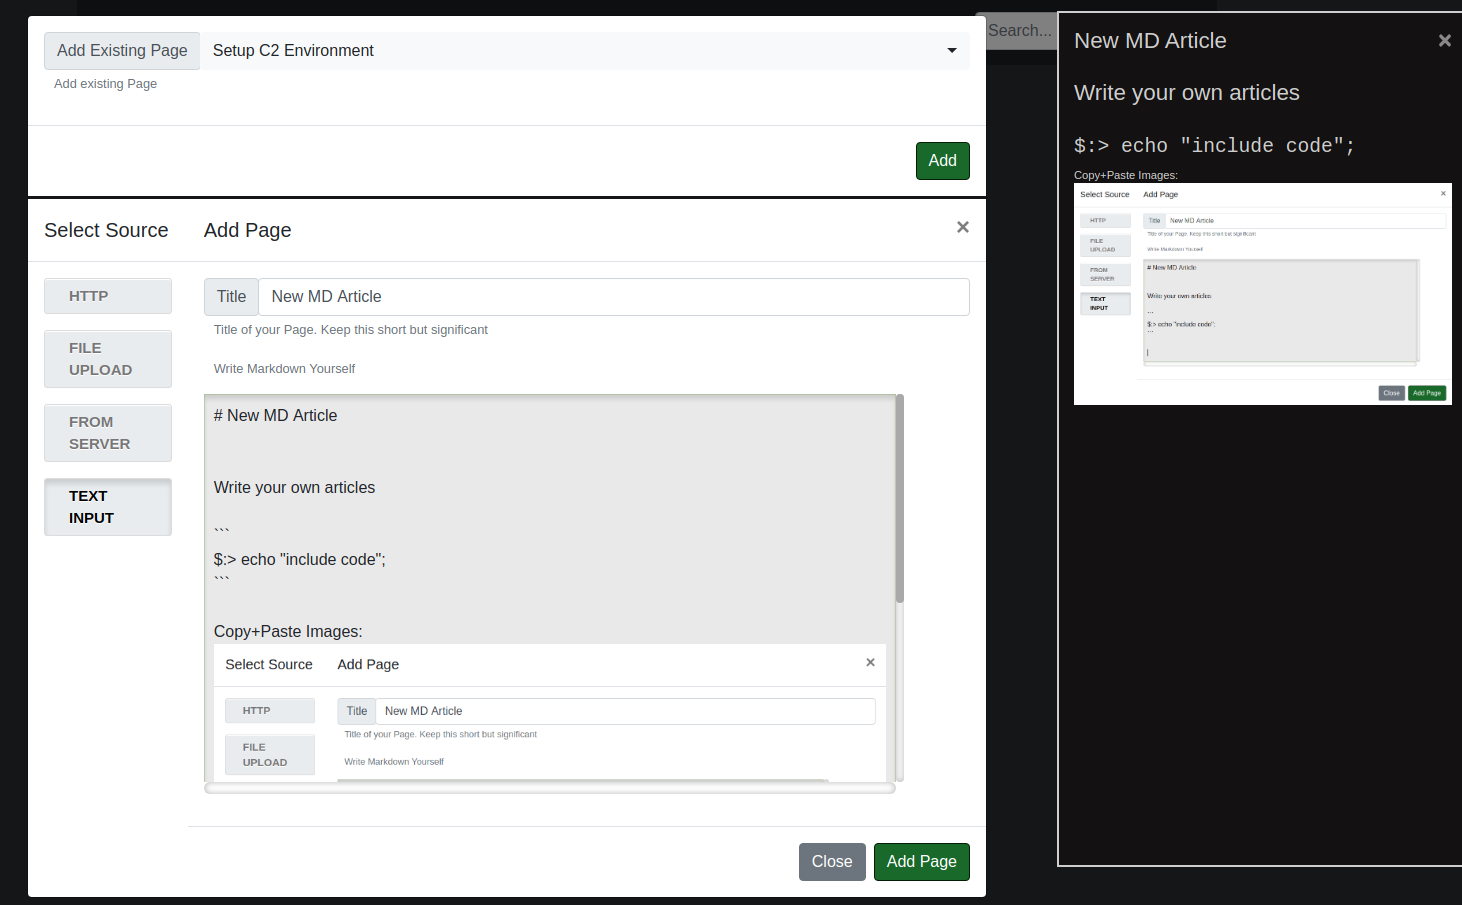 Add Existing Page
Setup C2 Environment
Add existing Page
Add
Search...
Select Source
Add Page
×
HTTP
FILE
UPLOAD
FROM
SERVER
TEXT
INPUT
Title
New MD Article
Title of your Page. Keep this short but significant
Write Markdown Yourself
# New MD Article
Write your own articles
```
$:> echo "include code";
```
Copy+Paste Images:
Select Source
Add Page
×
HTTP
FILE
UPLOAD
Title
New MD Article
Title of your Page. Keep this short but significant
Write Markdown Yourself
Close
Add Page
New MD Article
×
Write your own articles
$:> echo "include code";
Copy+Paste Images:
Select Source
Add Page
×
HTTP
FILE
UPLOAD
FROM
SERVER
TEXT
INPUT
Title
New MD Article
Title of your Page. Keep this short but significant
Write Markdown Yourself
# New MD Article
Write your own articles
```
$:> echo "include code";
```
Close
Add Page